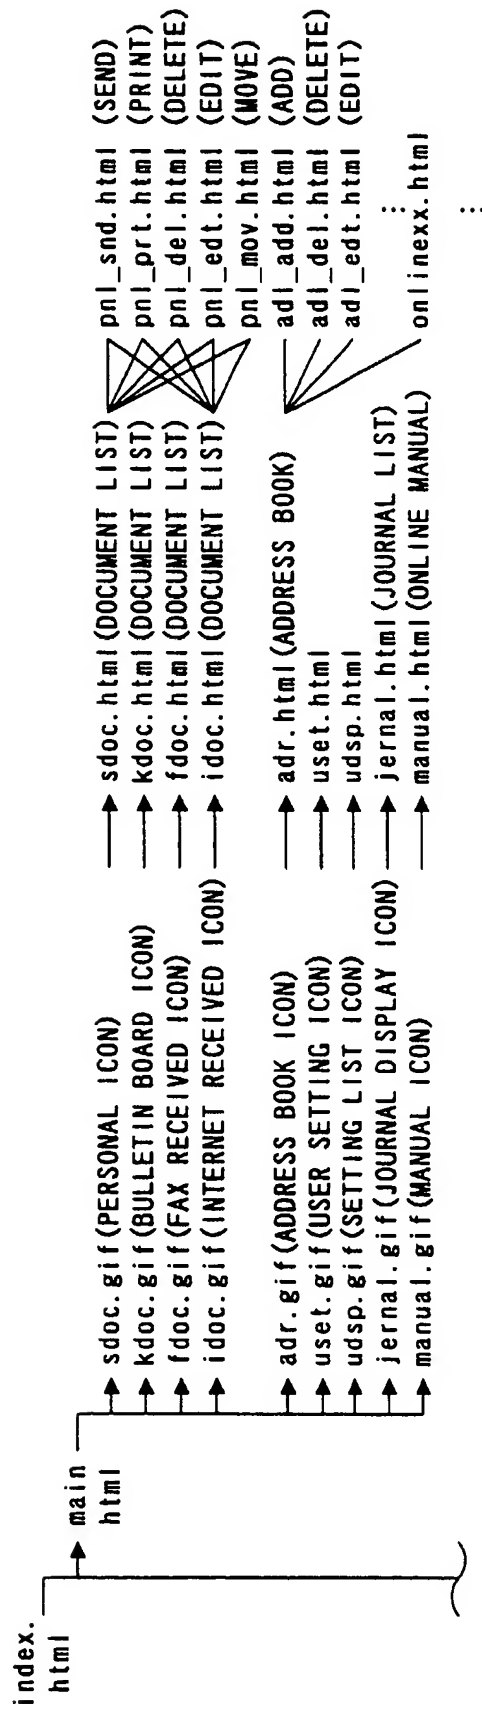 index.
html
main
html
sdoc.gif(PERSONAL ICON)
kdoc.gif(BULLETIN BOARD ICON)
fdoc.gif(FAX RECEIVED ICON)
idoc.gif(INTERNET RECEIVED ICON)
adr.gif(ADDRESS BOOK ICON)
uset.gif(USER SETTING ICON)
udsp.gif(SETTING LIST ICON)
jernal.gif(JOURNAL DISPLAY ICON)
manual.gif(MANUAL ICON)
sdoc.html(DOCUMENT LIST)
kdoc.html(DOCUMENT LIST)
fdoc.html(DOCUMENT LIST)
idoc.html(DOCUMENT LIST)
adr.html(ADDRESS BOOK)
uset.html
udsp.html
jernal.html(JOURNAL LIST)
manual.html(ONLINE MANUAL)
pnl_snd.html (SEND)
pnl_prt.html (PRINT)
pnl_del.html (DELETE)
pnl_edt.html (EDIT)
pnl_mov.html (MOVE)
adl_add.html (ADD)
adl_del.html (DELETE)
adl_edt.html (EDIT)
⋮
onlinexx.html
⋮